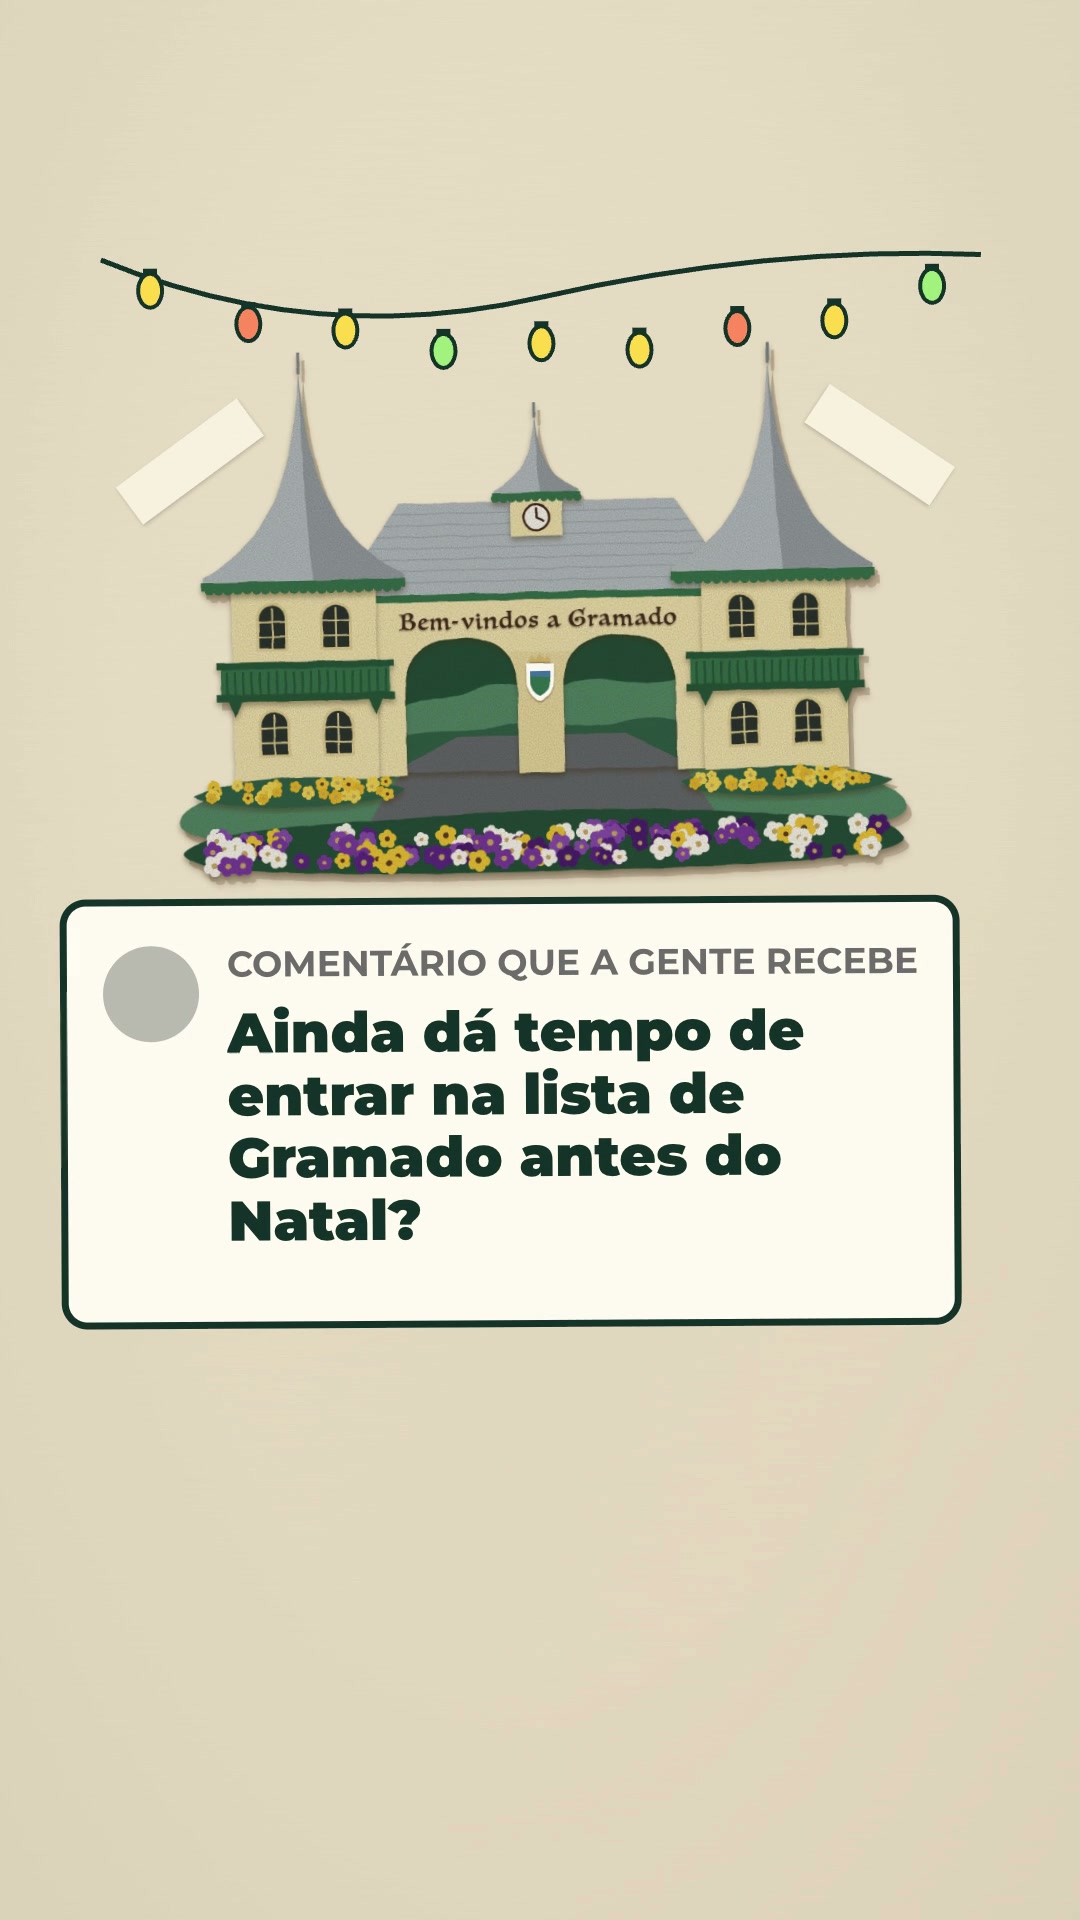 Bem-vindos a Gramado
COMENTÁRIO QUE A GENTE RECEBE
Ainda dá tempo de
entrar na lista de
Gramado antes do
Natal?